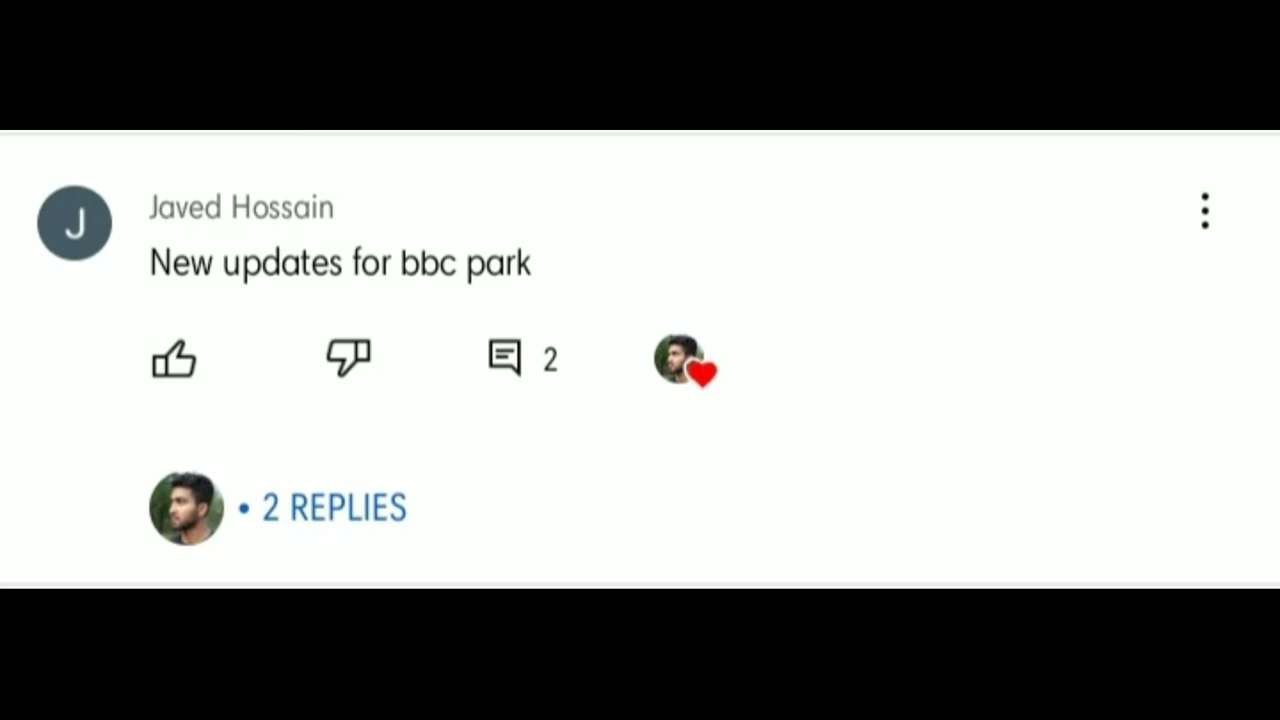 J
Javed Hossain
New updates for bbc park
2
• 2 REPLIES